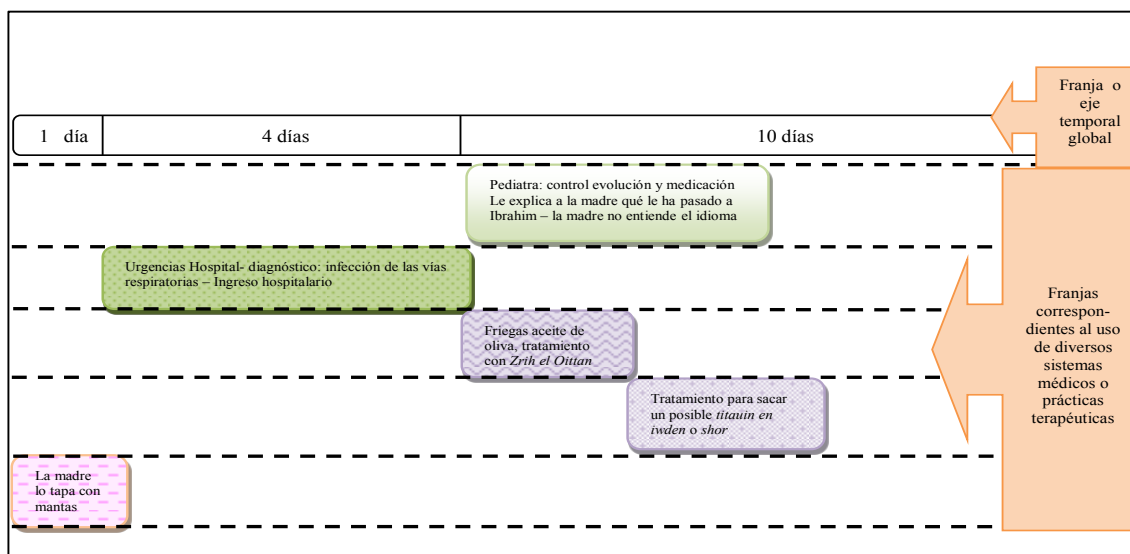 Franja o
eje
temporal
global
1 día
4 días
10 días
Pediatra: control evolución y medicación
Le explica a la madre qué le ha pasado a
Ibrahim – la madre no entiende el idioma
Urgencias Hospital- diagnóstico: infección de las vías
respiratorias – Ingreso hospitalario
Friegas aceite de
oliva, tratamiento
con Zrih el Oittan
Tratamiento para sacar
un posible titauin en
iwden o shor
La madre
lo tapa con
mantas
Franjas
correspon-
dientes al uso
de diversos
sistemas
médicos o
prácticas
terapéuticas